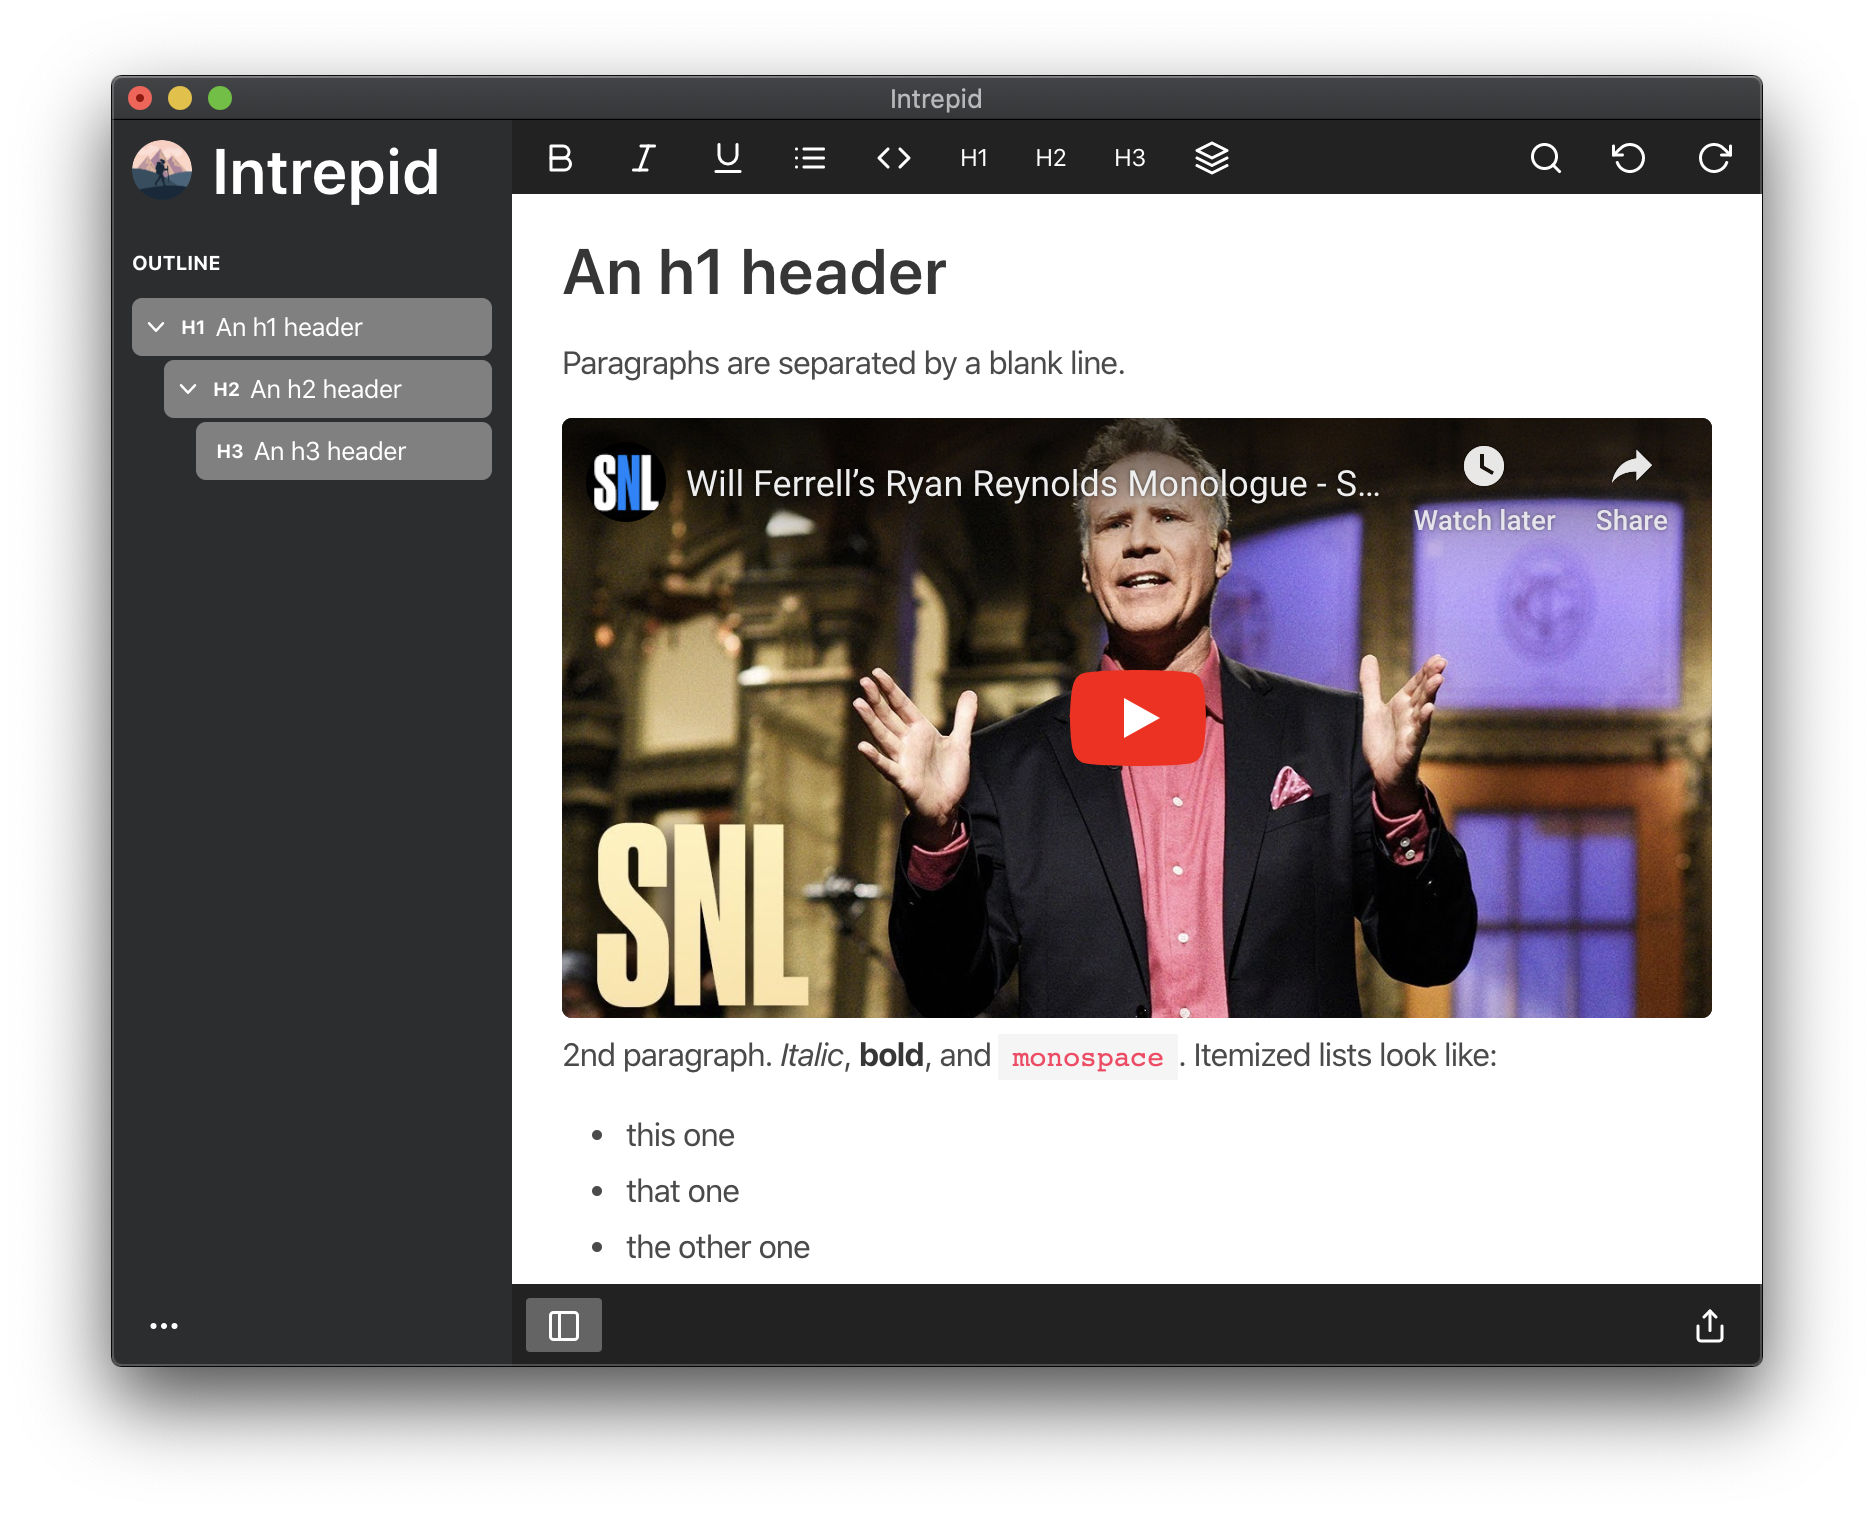 Intrepid
Intrepid
H1 H2 H3
OUTLINE
H1 An h1 header
H2 An h2 header
H3 An h3 header
An h1 header
Paragraphs are separated by a blank line.
SNL Will Ferrell’s Ryan Reynolds Monologue - S...
Watch later Share
SNL
2nd paragraph. Italic, bold, and monospace. Itemized lists look like:
• this one
• that one
• the other one